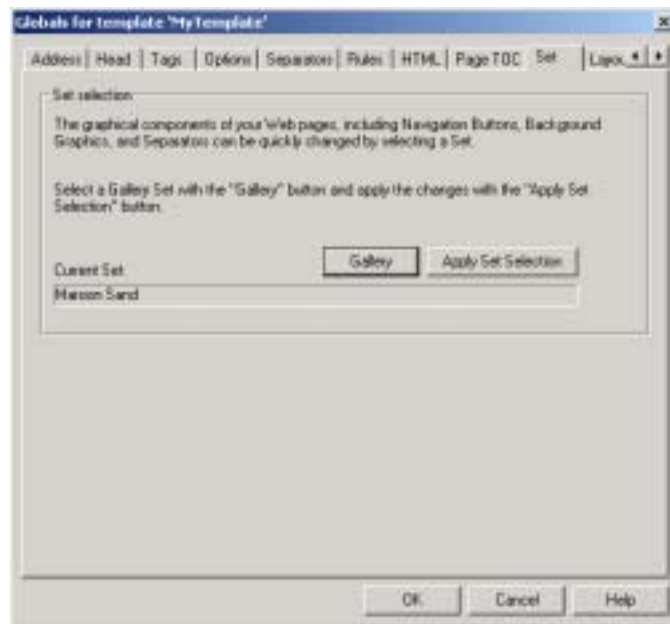 Globals for template 'MyTemplate'
Address Head Tags Options Separators Rules HTML Page TOC Set Layou
Set selection
The graphical components of your Web pages, including Navigation Buttons, Background
Graphics, and Separators can be quickly changed by selecting a Set.
Select a Gallery Set with the "Gallery" button and apply the changes with the "Apply Set
Selection" button.
Gallery Apply Set Selection
Current Set
Maroon Sand
OK Cancel Help